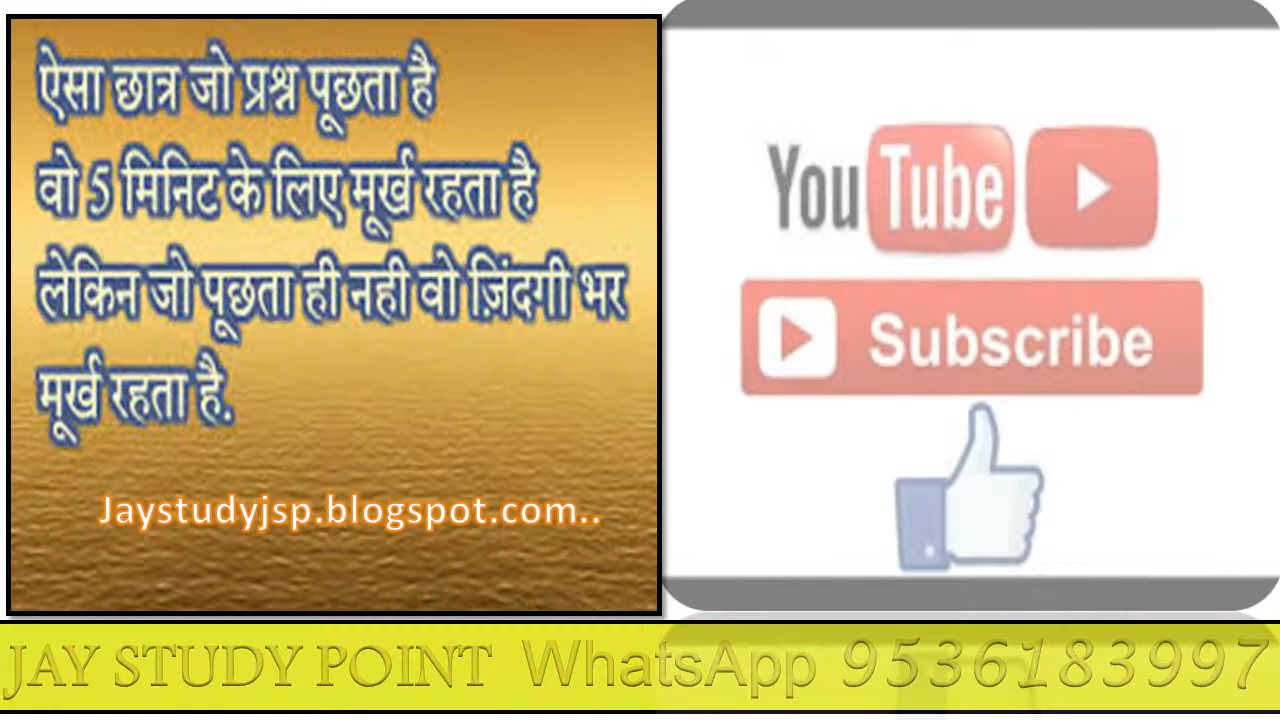 ऐसा छात्र जो प्रश्न पूछता है
वो 5 मिनिट के लिए मूर्ख रहता है
लेकिन जो पूछता ही नही वो ज़िंदगी भर
मूर्ख रहता है.
Jaystudyjsp.blogspot.com..
YouTube
Subscribe
JAY STUDY POINT WhatsApp 9536183997